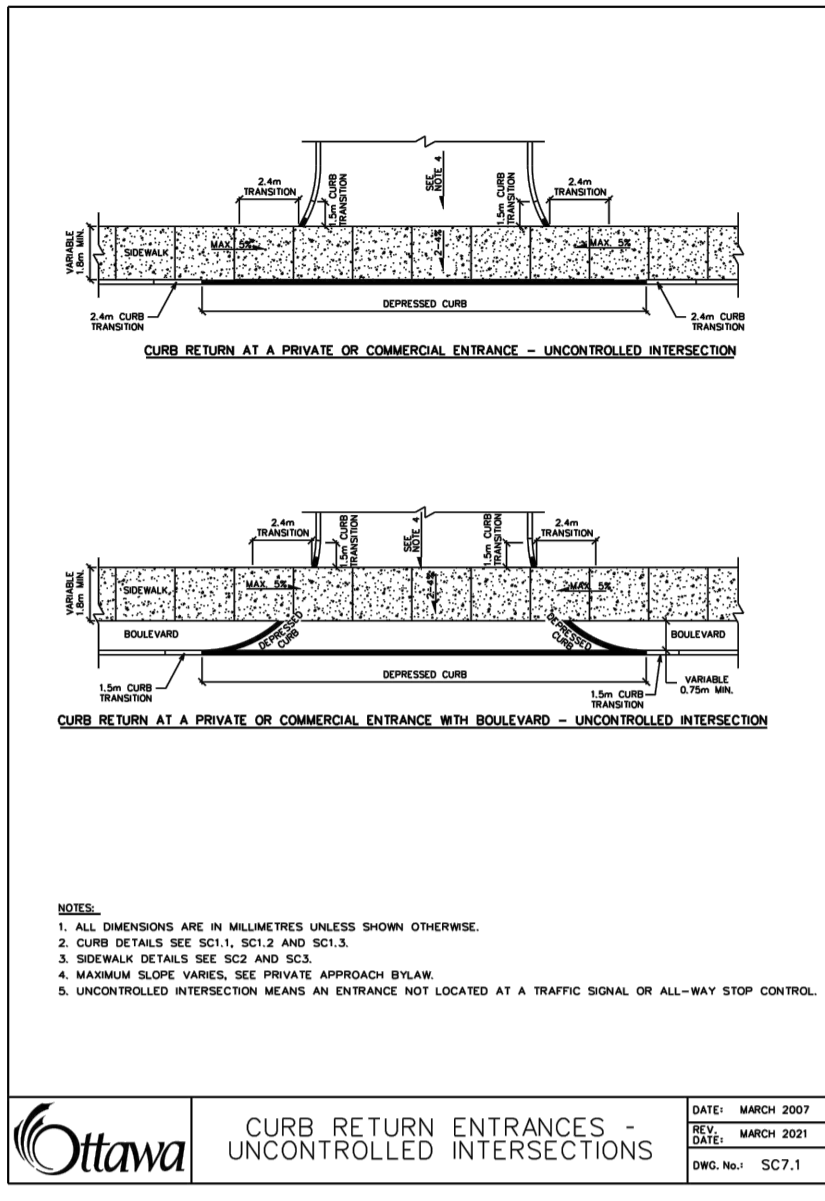 2.4m
TRANSITION
1.5m CURB
TRANSITION
SEE
NOTE 4
1.5m CURB
TRANSITION
2.4m
TRANSITION
VARIABLE
1.8m MIN.
SIDEWALK
MAX. 5%
2-4%
MAX. 5%
DEPRESSED CURB
2.4m CURB
TRANSITION
2.4m CURB
TRANSITION
CURB RETURN AT A PRIVATE OR COMMERCIAL ENTRANCE - UNCONTROLLED INTERSECTION
2.4m
TRANSITION
1.5m CURB
TRANSITION
SEE
NOTE 4
1.5m CURB
TRANSITION
2.4m
TRANSITION
VARIABLE
1.8m MIN.
SIDEWALK
MAX. 5%
2-4%
MAX. 5%
BOULEVARD
DEPRESSED
CURB
DEPRESSED
CURB
BOULEVARD
DEPRESSED CURB
1.5m CURB
TRANSITION
1.5m CURB
TRANSITION
VARIABLE
0.75m MIN.
CURB RETURN AT A PRIVATE OR COMMERCIAL ENTRANCE WITH BOULEVARD - UNCONTROLLED INTERSECTION
NOTES:
1. ALL DIMENSIONS ARE IN MILLIMETRES UNLESS SHOWN OTHERWISE.
2. CURB DETAILS SEE SC1.1, SC1.2 AND SC1.3.
3. SIDEWALK DETAILS SEE SC2 AND SC3.
4. MAXIMUM SLOPE VARIES, SEE PRIVATE APPROACH BYLAW.
5. UNCONTROLLED INTERSECTION MEANS AN ENTRANCE NOT LOCATED AT A TRAFFIC SIGNAL OR ALL-WAY STOP CONTROL.
Ottawa
CURB RETURN ENTRANCES -
UNCONTROLLED INTERSECTIONS
DATE: MARCH 2007
REV. DATE: MARCH 2021
DWG. No.: SC7.1